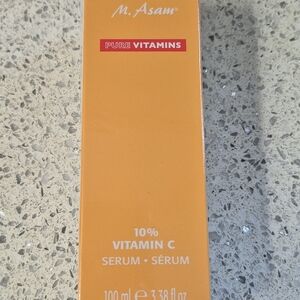 M. Asam®
PURE VITAMINS
10%
VITAMIN C
SERUM • SÉRUM
100 ml ℮ 3.38 fl oz